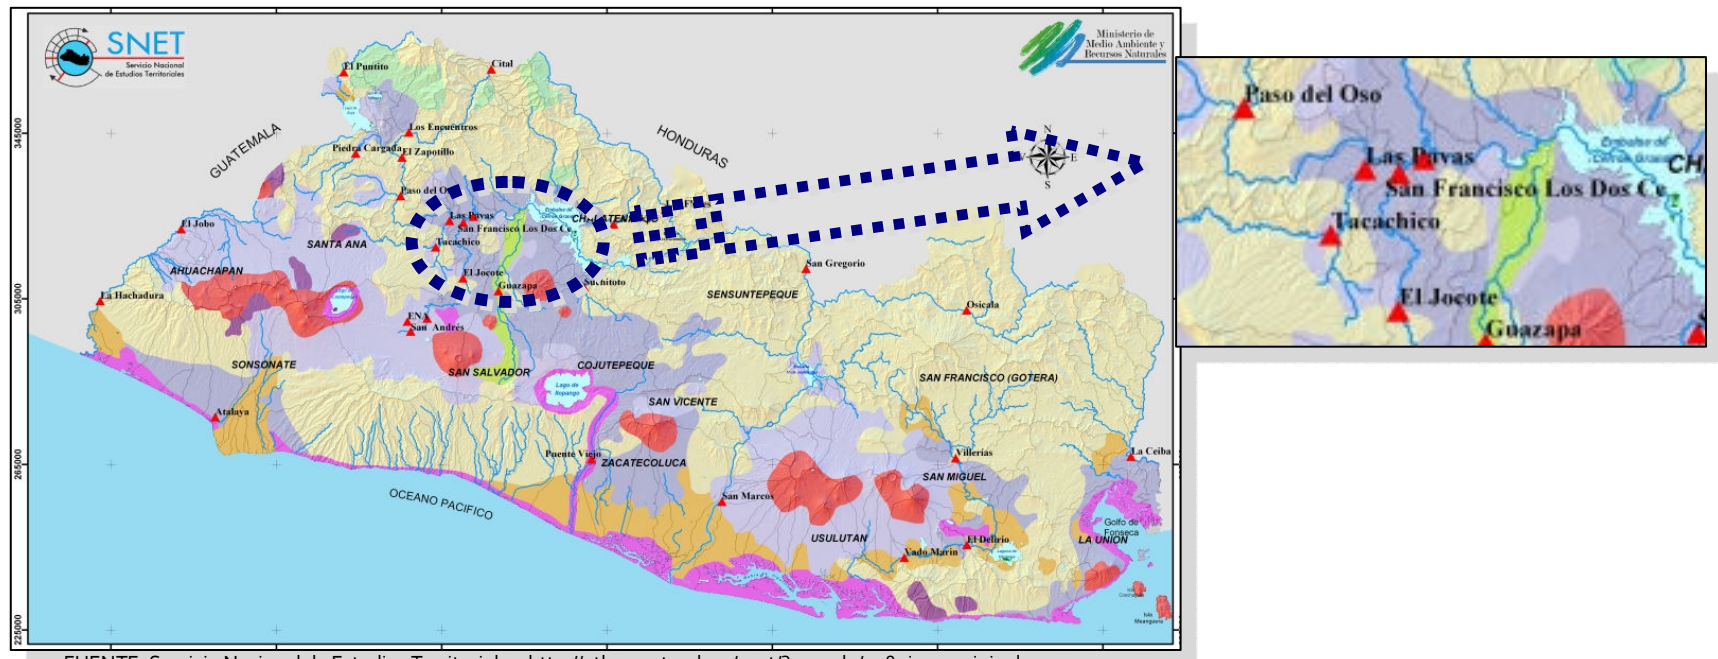 SNET
Servicio Nacional
de Estudios Territoriales
Ministerio de
Medio Ambiente y
Recursos Naturales
El Puntito
Cital
GUATEMALA
HONDURAS
Los Encuentros
Piedra Cargada
El Zapotillo
Paso del O
N
E
S
345000
305000
265000
225000
El Jobo
SANTA ANA
Las Pavas
San Francisco Los Dos Ce
2
Tacachico
AHUACHAPAN
El Jocote
Guazapa
Suchitoto
San Gregorio
La Hachadura
SENSUNTEPEQUE
Osicala
ENA
San Andrés
SONSONATE
SAN SALVADOR
COJUTEPEQUE
SAN FRANCISCO (GOTERA)
Lago de
Ilopango
SAN VICENTE
Atalaya
Puente Viejo
ZACATECOLUCA
Villerías
La Ceiba
SAN MIGUEL
San Marcos
OCEANO PACIFICO
USULUTAN
Vado Marín
El Delirio
LA UNION
Golfo de
Fonseca
Paso del Oso
Las Pavas
Embalse de
CH
San Francisco Los Dos Ce
2
Tacachico
El Jocote
Guazapa